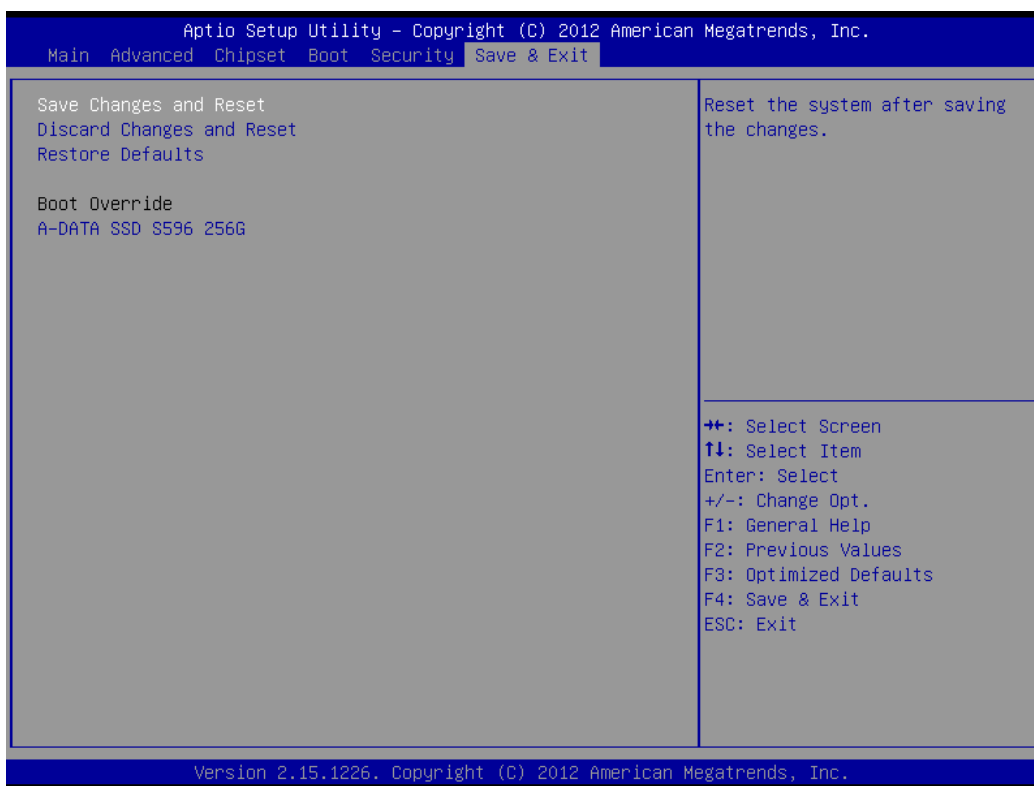 Aptio Setup Utility – Copyright (C) 2012 American Megatrends, Inc.
Main Advanced Chipset Boot Security Save & Exit
Save Changes and Reset
Discard Changes and Reset
Restore Defaults
Boot Override
A-DATA SSD S596 256G
Reset the system after saving
the changes.
→←: Select Screen
↑↓: Select Item
Enter: Select
+/-: Change Opt.
F1: General Help
F2: Previous Values
F3: Optimized Defaults
F4: Save & Exit
ESC: Exit
Version 2.15.1226. Copyright (C) 2012 American Megatrends, Inc.